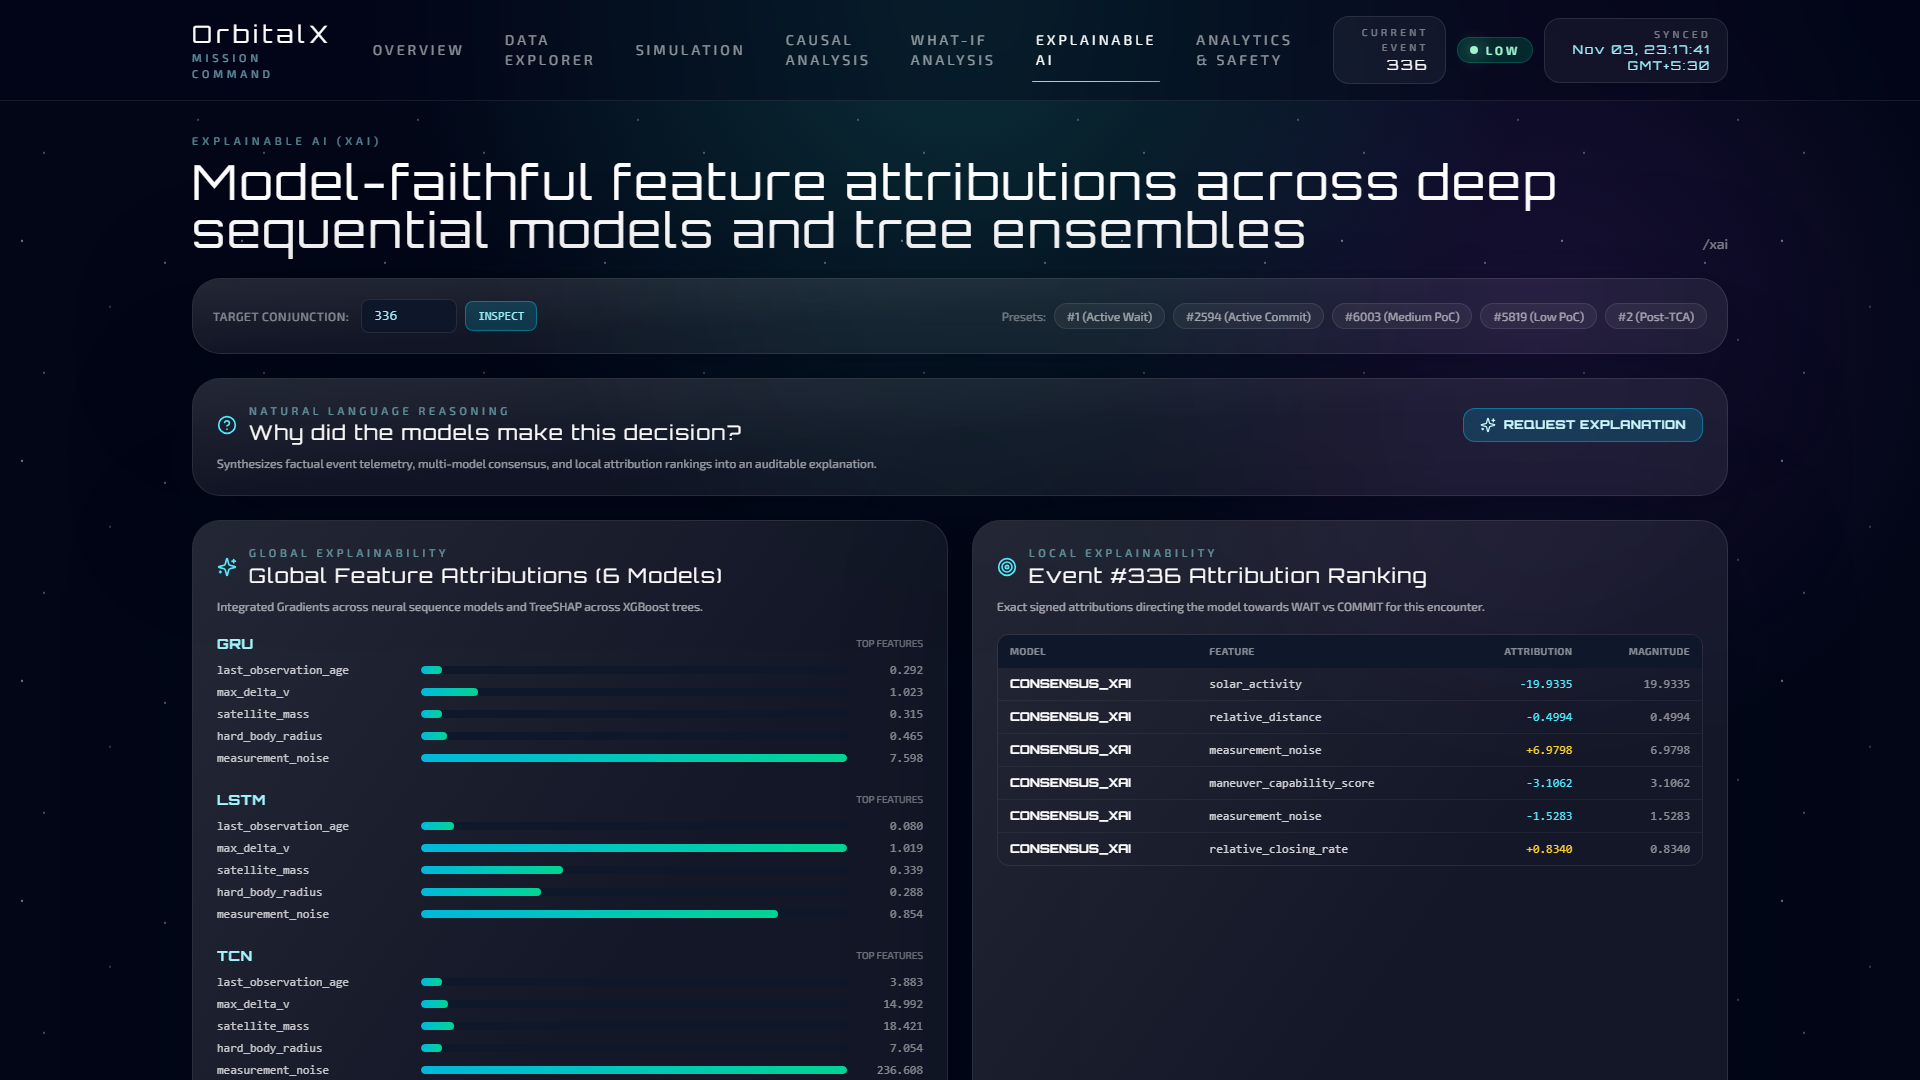 OrbitalX
MISSION
COMMAND
OVERVIEW
DATA
EXPLORER
SIMULATION
CAUSAL
ANALYSIS
WHAT-IF
ANALYSIS
EXPLAINABLE
AI
ANALYTICS
& SAFETY
CURRENT
EVENT
336
LOW
SYNCED
Nov 03, 23:17:41
GMT+5:30
EXPLAINABLE AI (XAI)
Model-faithful feature attributions across deep
sequential models and tree ensembles
/xai
TARGET CONJUNCTION: 336 INSPECT
Presets: #1 (Active Wait) #2594 (Active Commit) #6003 (Medium PoC) #5819 (Low PoC) #2 (Post-TCA)
NATURAL LANGUAGE REASONING
Why did the models make this decision?
Synthesizes factual event telemetry, multi-model consensus, and local attribution rankings into an auditable explanation.
REQUEST EXPLANATION
GLOBAL EXPLAINABILITY
Global Feature Attributions (6 Models)
Integrated Gradients across neural sequence models and TreeSHAP across XGBoost trees.
GRU TOP FEATURES
last_observation_age 0.292
max_delta_v 1.023
satellite_mass 0.315
hard_body_radius 0.465
measurement_noise 7.598
LSTM TOP FEATURES
last_observation_age 0.080
max_delta_v 1.019
satellite_mass 0.339
hard_body_radius 0.288
measurement_noise 0.854
TCN TOP FEATURES
last_observation_age 3.883
max_delta_v 14.992
satellite_mass 18.421
hard_body_radius 7.054
measurement_noise 236.608
LOCAL EXPLAINABILITY
Event #336 Attribution Ranking
Exact signed attributions directing the model towards WAIT vs COMMIT for this encounter.
MODEL FEATURE ATTRIBUTION MAGNITUDE
CONSENSUS_XAI solar_activity -19.9335 19.9335
CONSENSUS_XAI relative_distance -0.4994 0.4994
CONSENSUS_XAI measurement_noise +6.9798 6.9798
CONSENSUS_XAI maneuver_capability_score -3.1062 3.1062
CONSENSUS_XAI measurement_noise -1.5283 1.5283
CONSENSUS_XAI relative_closing_rate +0.8340 0.8340